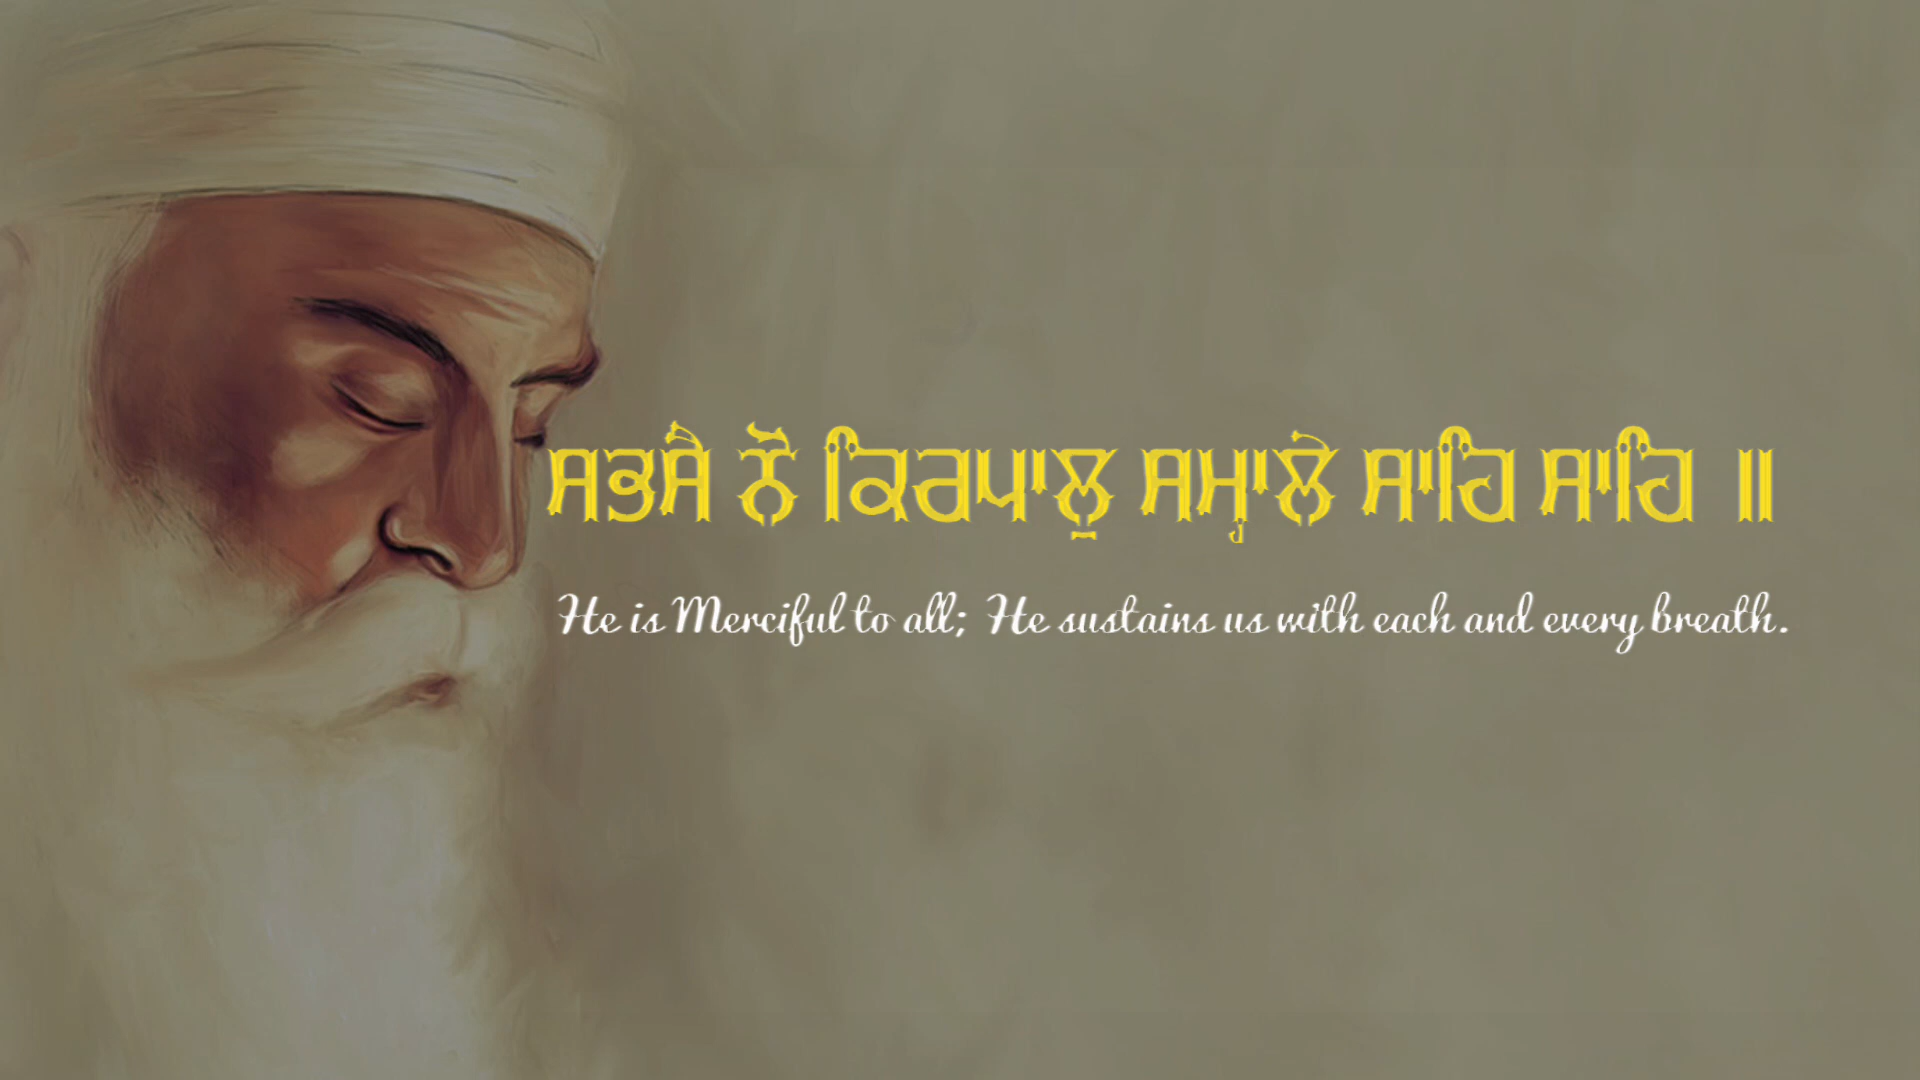 ਸਭਸੈ ਨੋ ਕਿਰਪਾਲੁ ਸਮ੍ਹਾਲੇ ਸਾਹਿ ਸਾਹਿ ॥
He is Merciful to all; He sustains us with each and every breath.